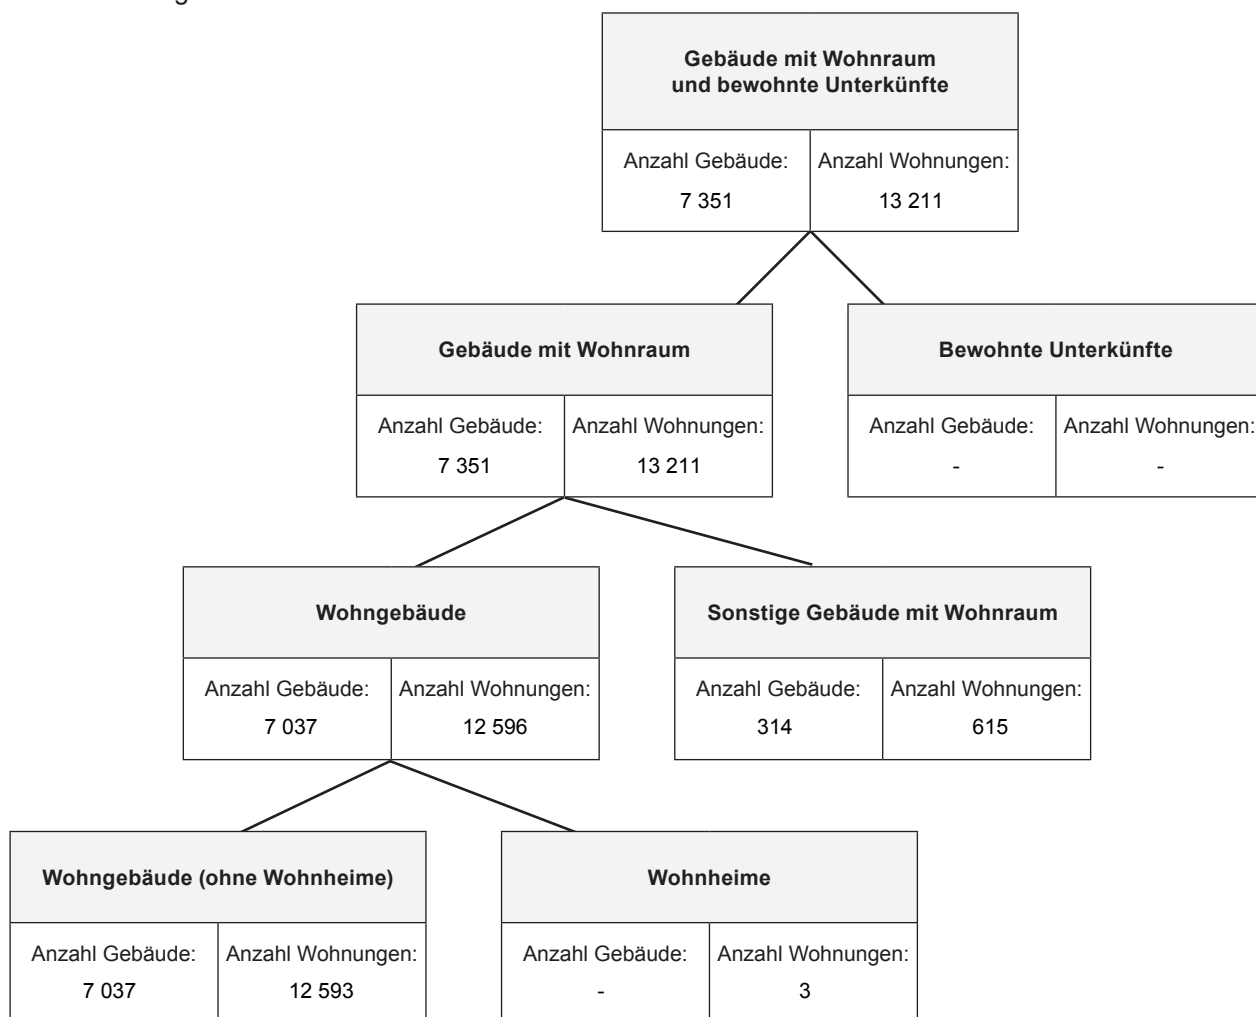 Gebäude mit Wohnraum
und bewohnte Unterkünfte
Anzahl Gebäude: Anzahl Wohnungen:
7 351 13 211
Gebäude mit Wohnraum
Anzahl Gebäude: Anzahl Wohnungen:
7 351 13 211
Bewohnte Unterkünfte
Anzahl Gebäude: Anzahl Wohnungen:
- -
Wohngebäude
Anzahl Gebäude: Anzahl Wohnungen:
7 037 12 596
Sonstige Gebäude mit Wohnraum
Anzahl Gebäude: Anzahl Wohnungen:
314 615
Wohngebäude (ohne Wohnheime)
Anzahl Gebäude: Anzahl Wohnungen:
7 037 12 593
Wohnheime
Anzahl Gebäude: Anzahl Wohnungen:
- 3